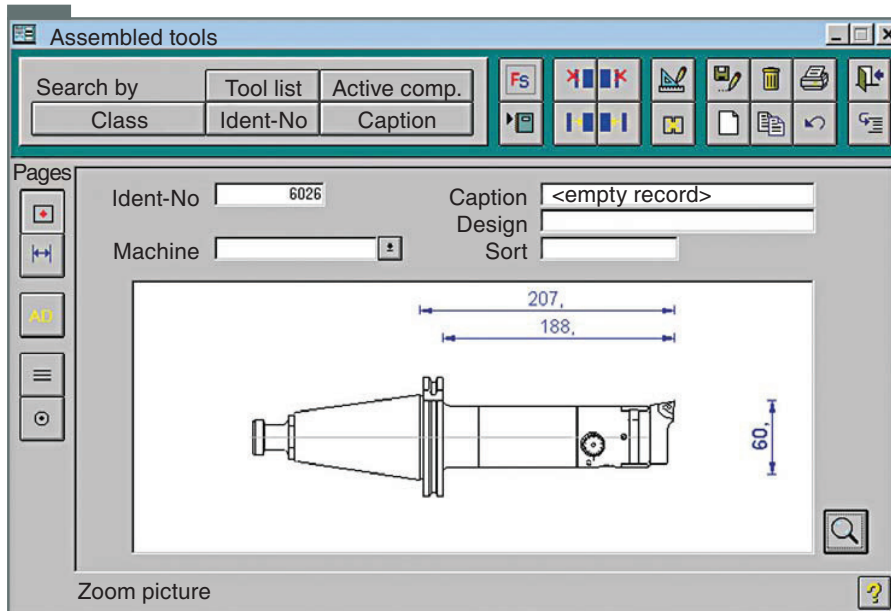 Assembled tools
Search by Tool list Active comp.
Class Ident-No Caption
FS
Pages
Ident-No 6026 Caption <empty record>
Design
Machine Sort
AD
207,
188,
60,
Zoom picture
?